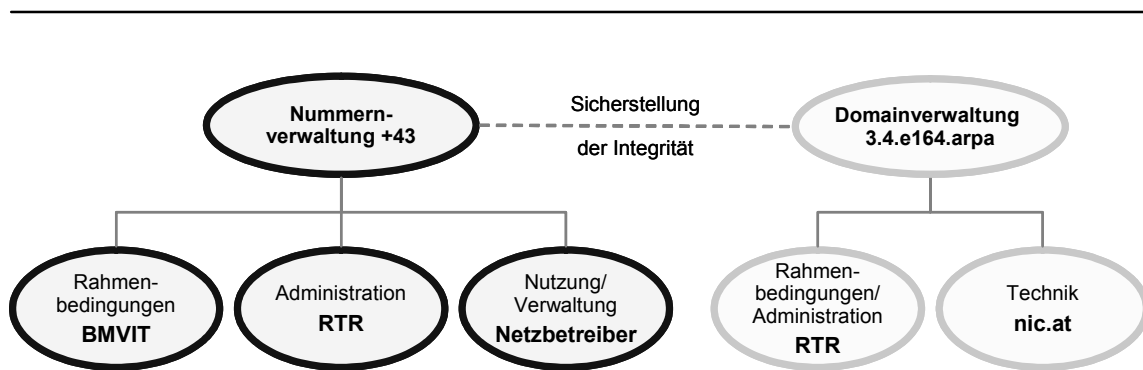 Nummern-
verwaltung +43
Sicherstellung
der Integrität
Domainverwaltung
3.4.e164.arpa
Rahmen-
bedingungen
BMVIT
Administration
RTR
Nutzung/
Verwaltung
Netzbetreiber
Rahmen-
bedingungen/
Administration
RTR
Technik
nic.at